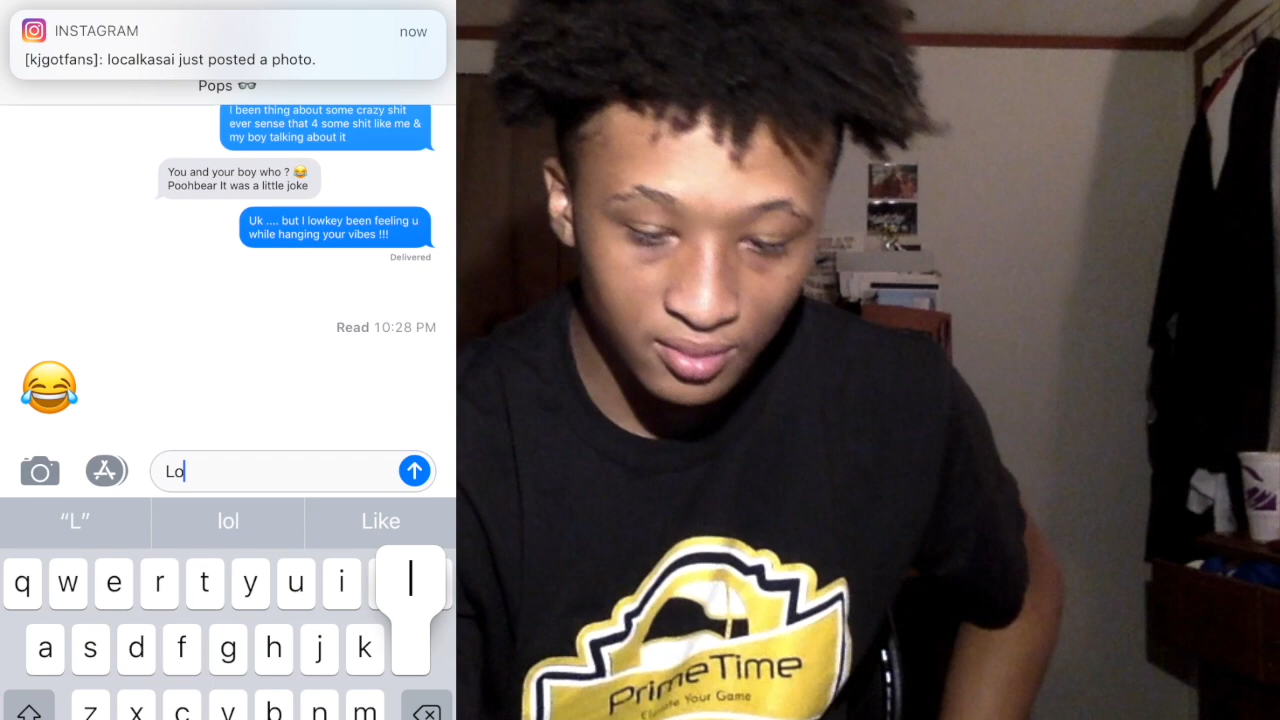 INSTAGRAM
now
[kjgotfans]: localkasai just posted a photo.
Pops 👓
I been thing about some crazy shit
ever sense that 4 some shit like me &
my boy talking about it
You and your boy who ? 😂
Poohbear It was a little joke
Uk .... but I lowkey been feeling u
while hanging your vibes !!!
Delivered
Read 10:28 PM
😂
Lo
“L”
lol
Like
q w e r t y u i l
a s d f g h j k
z x c v b n m
PrimeTime
Elevate Your Game